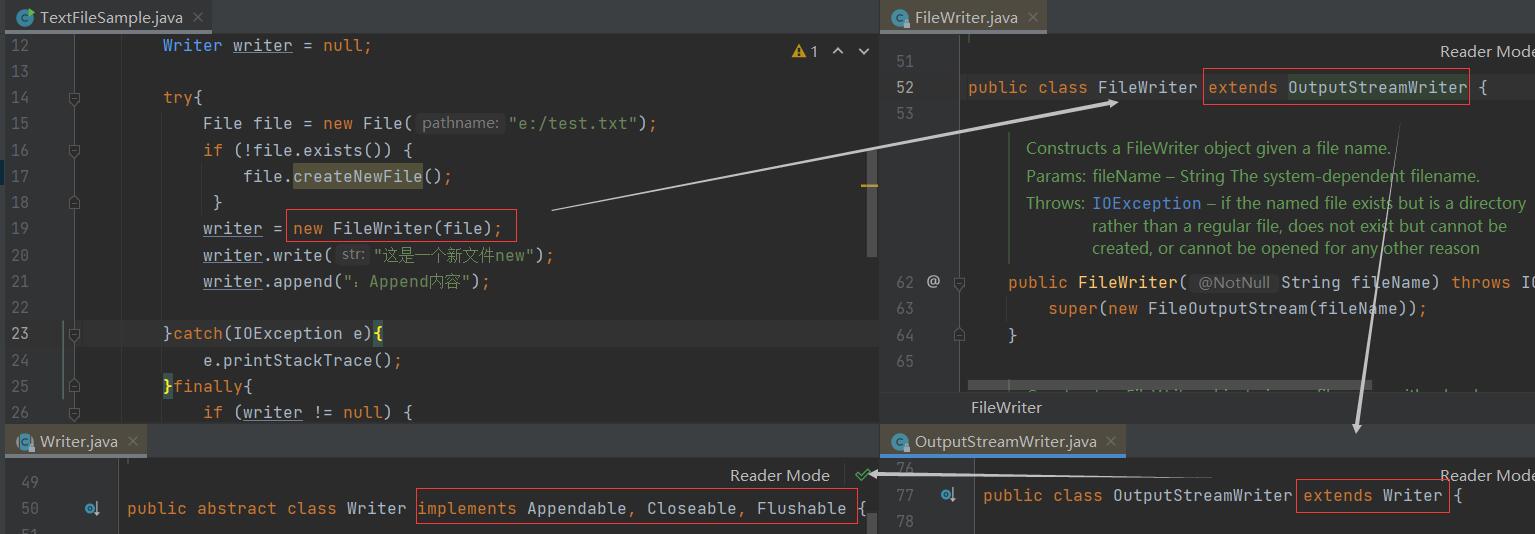 TextFileSample.java
12 Writer writer = null;
13
14 try{
15 File file = new File( pathname: "e:/test.txt");
16 if (!file.exists()) {
17 file.createNewFile();
18 }
19 writer = new FileWriter(file);
20 writer.write( str: "这是一个新文件new");
21 writer.append("：Append内容");
22
23 }catch(IOException e){
24 e.printStackTrace();
25 }finally{
26 if (writer != null) {
1
FileWriter.java
Reader Mode
51
52 public class FileWriter extends OutputStreamWriter {
53
Constructs a FileWriter object given a file name.
Params: fileName – String The system-dependent filename.
Throws: IOException – if the named file exists but is a directory
rather than a regular file, does not exist but cannot be
created, or cannot be opened for any other reason
62 @ public FileWriter( @NotNull String fileName) throws IO
63 super(new FileOutputStream(fileName));
64 }
65
FileWriter
Writer.java
Reader Mode
49
50 public abstract class Writer implements Appendable, Closeable, Flushable {
51
OutputStreamWriter.java
76
Reader Mode
77 public class OutputStreamWriter extends Writer {
78